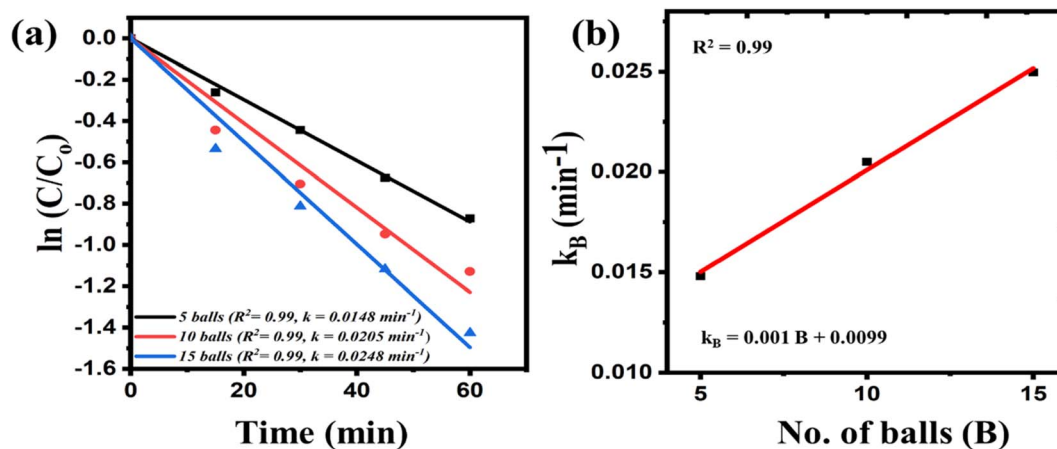 (a)
ln (C/C₀)
0.0
-0.2
-0.4
-0.6
-0.8
-1.0
-1.2
-1.4
-1.6
5 balls (R²= 0.99, k = 0.0148 min⁻¹)
10 balls (R²= 0.99, k = 0.0205 min⁻¹)
15 balls (R²= 0.99, k = 0.0248 min⁻¹)
0 20 40 60
Time (min)
(b)
k_B (min⁻¹)
R² = 0.99
0.025
0.020
0.015
0.010
k_B = 0.001 B + 0.0099
5 10 15
No. of balls (B)